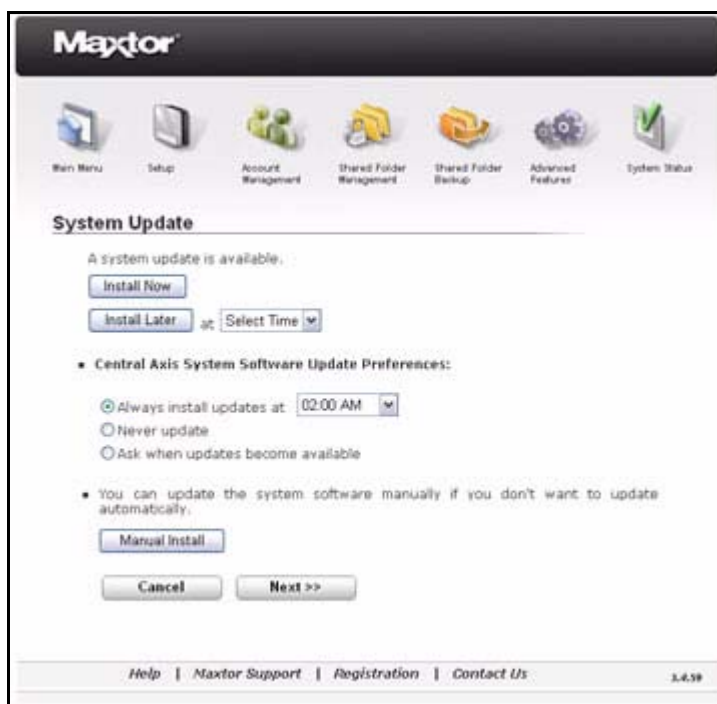 Maxtor
Main Menu
Setup
Account Management
Shared Folder Management
Shared Folder Backup
Advanced Features
System Status
System Update
A system update is available.
Install Now
Install Later at Select Time
Central Axis System Software Update Preferences:
Always install updates at 02:00 AM
Never update
Ask when updates become available
You can update the system software manually if you don't want to update
automatically.
Manual Install
Cancel Next >>
Help | Maxtor Support | Registration | Contact Us